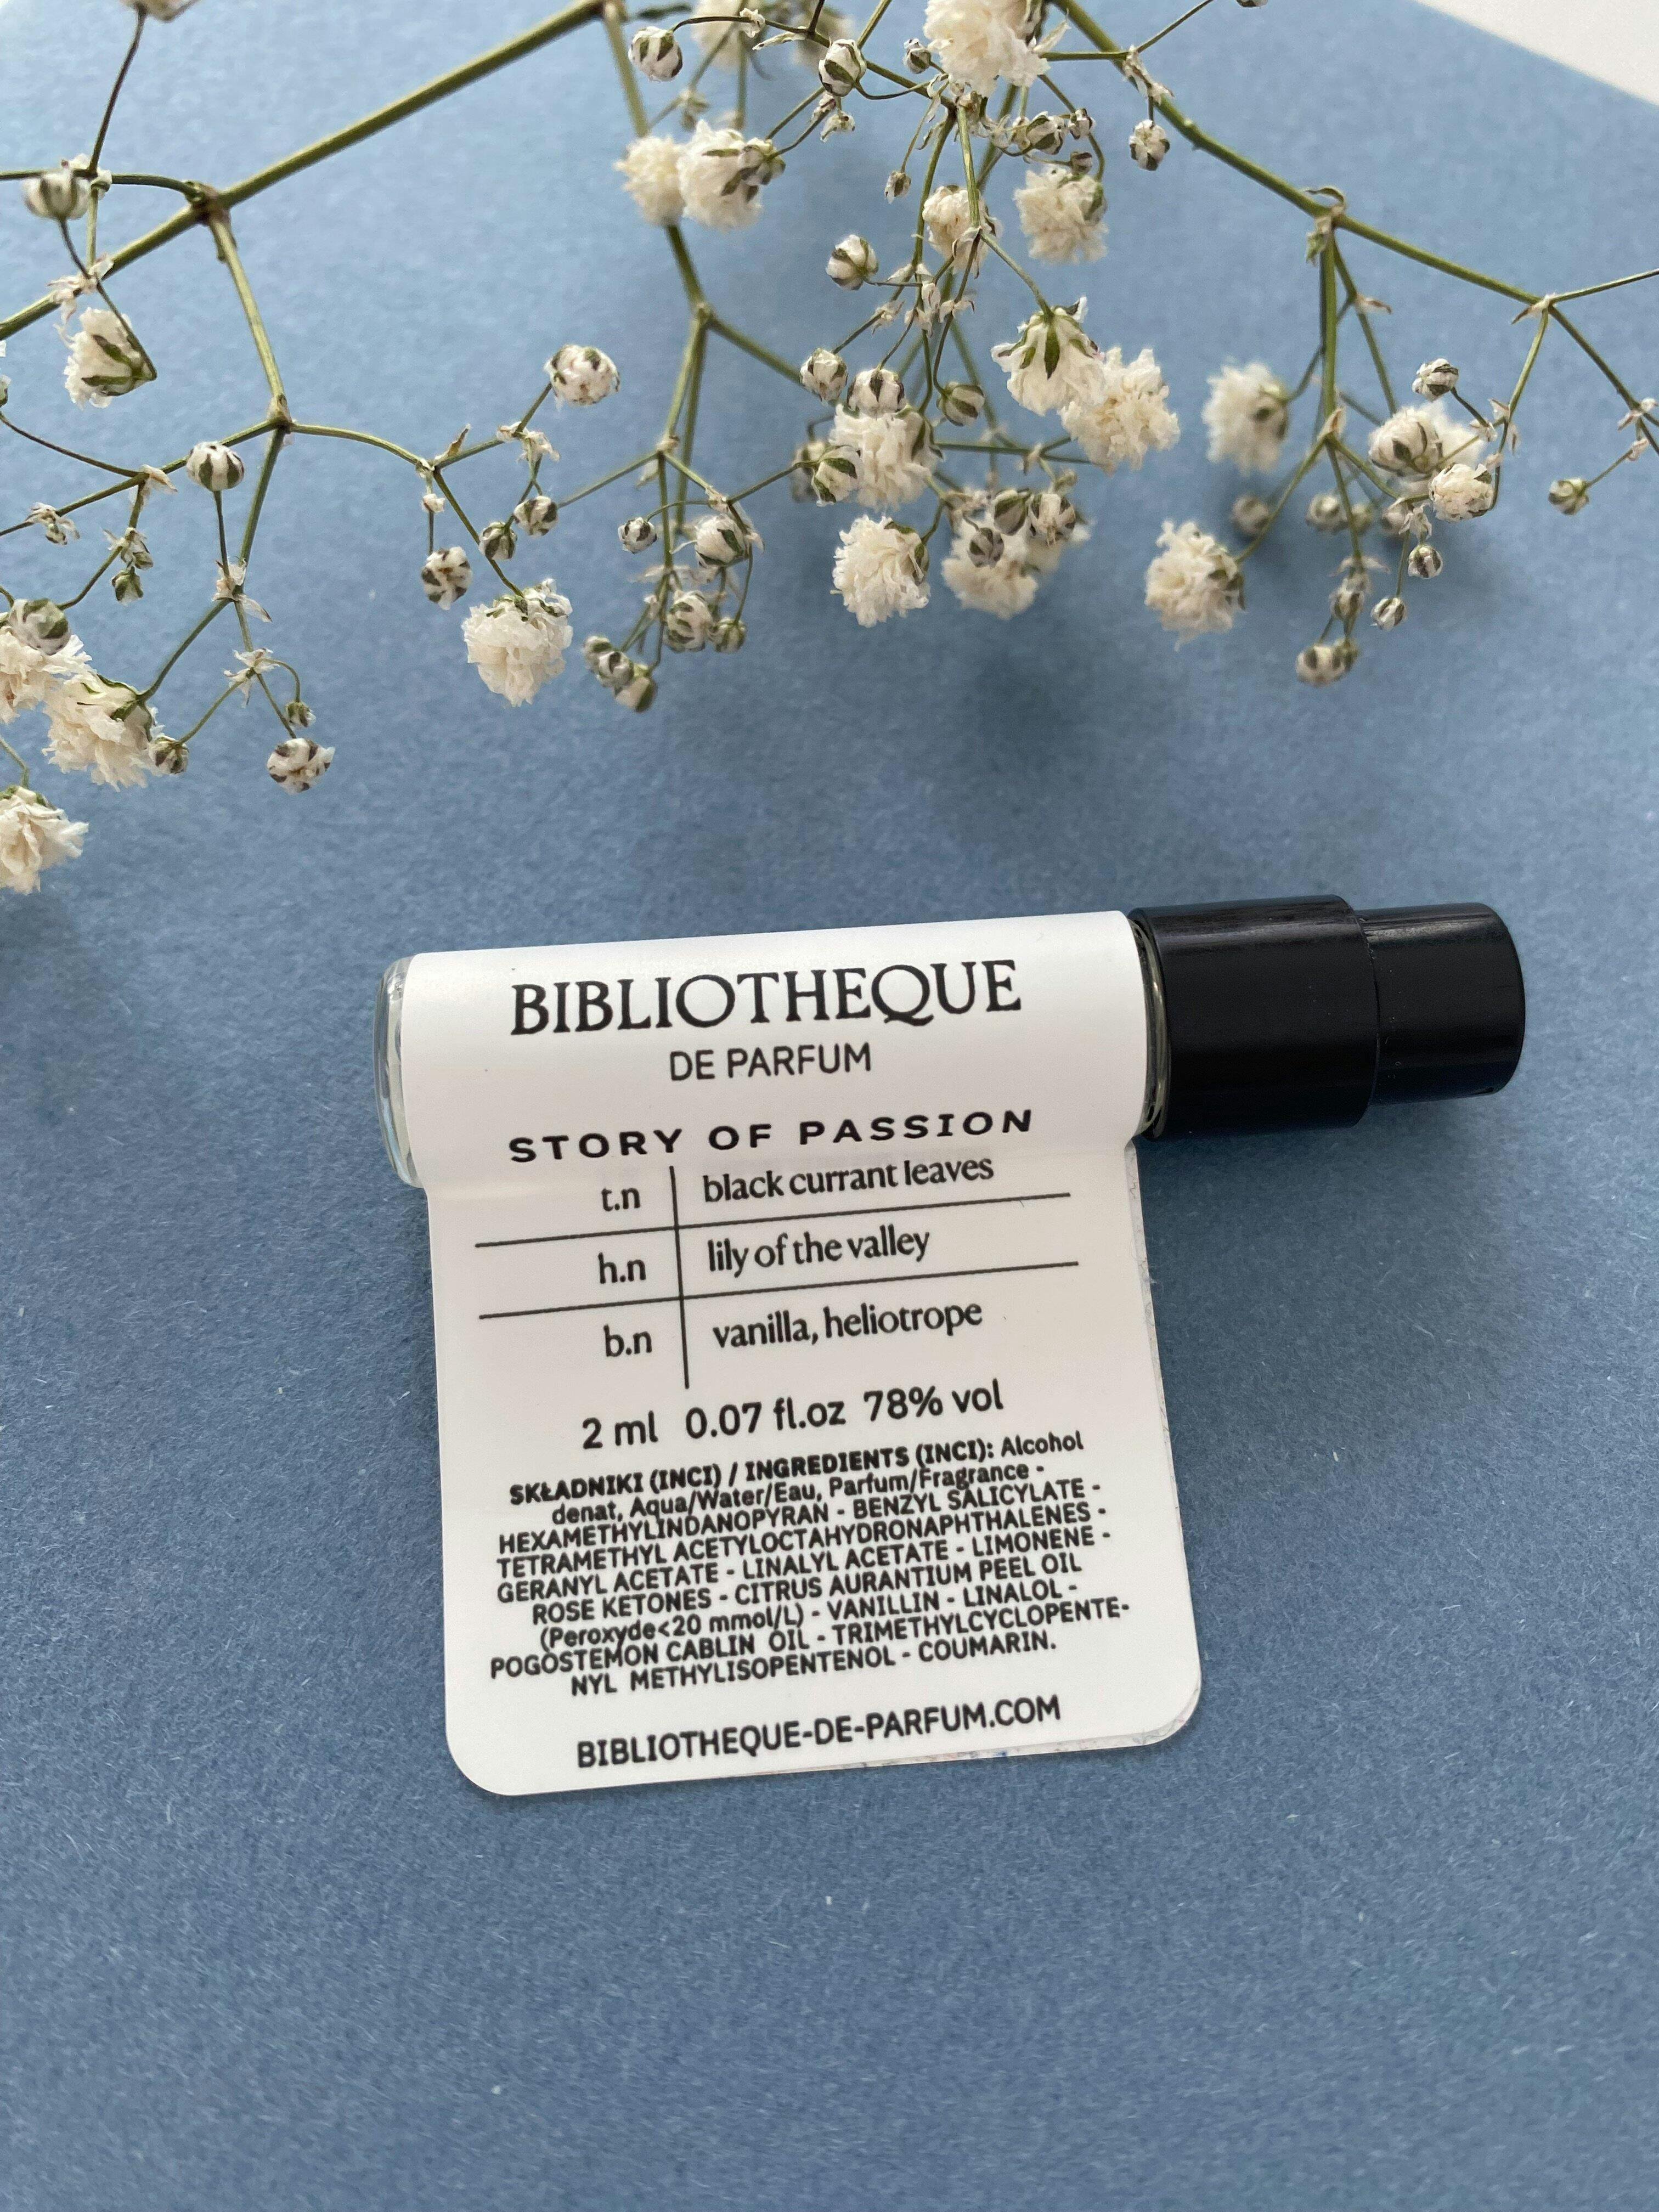 BIBLIOTHEQUE
DE PARFUM
STORY OF PASSION
t.n black currant leaves
h.n lily of the valley
b.n vanilla, heliotrope
2 ml 0.07 fl.oz 78% vol
SKŁADNIKI (INCI) / INGREDIENTS (INCI): Alcohol
denat, Aqua/Water/Eau, Parfum/Fragrance -
HEXAMETHYLINDANOPYRAN - BENZYL SALICYLATE -
TETRAMETHYL ACETYLOCTAHYDRONAPHTHALENES -
GERANYL ACETATE - LINALYL ACETATE - LIMONENE -
ROSE KETONES - CITRUS AURANTIUM PEEL OIL
(Peroxyde<20 mmol/L) - VANILLIN - LINALOL -
POGOSTEMON CABLIN OIL - TRIMETHYLCYCLOPENTE-
NYL METHYLISOPENTENOL - COUMARIN.
BIBLIOTHEQUE-DE-PARFUM.COM